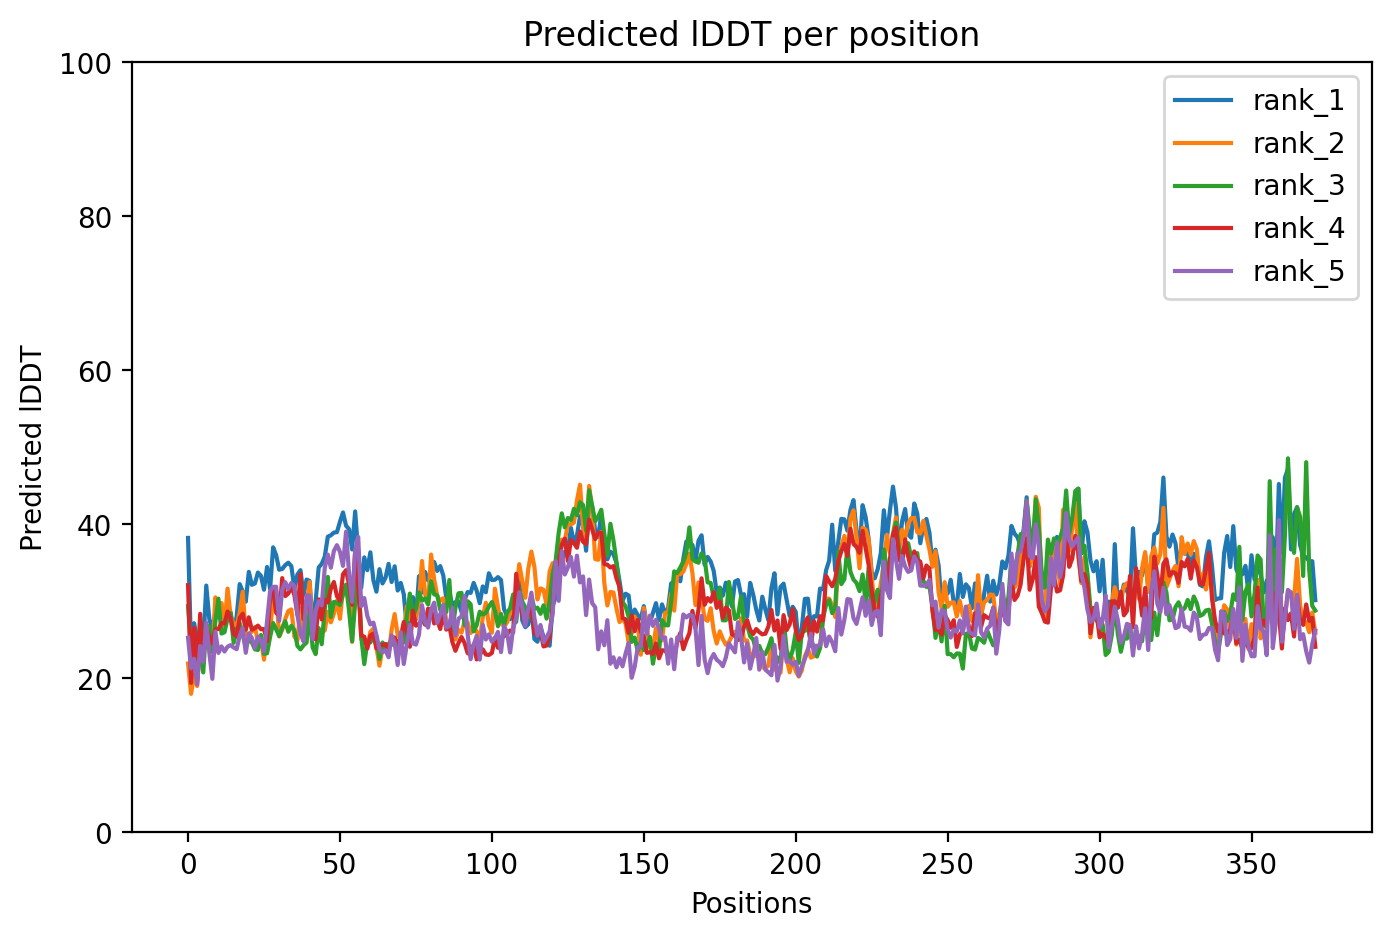 Predicted lDDT per position
100
80
60
40
20
0
Predicted lDDT
0 50 100 150 200 250 300 350
Positions
rank_1
rank_2
rank_3
rank_4
rank_5